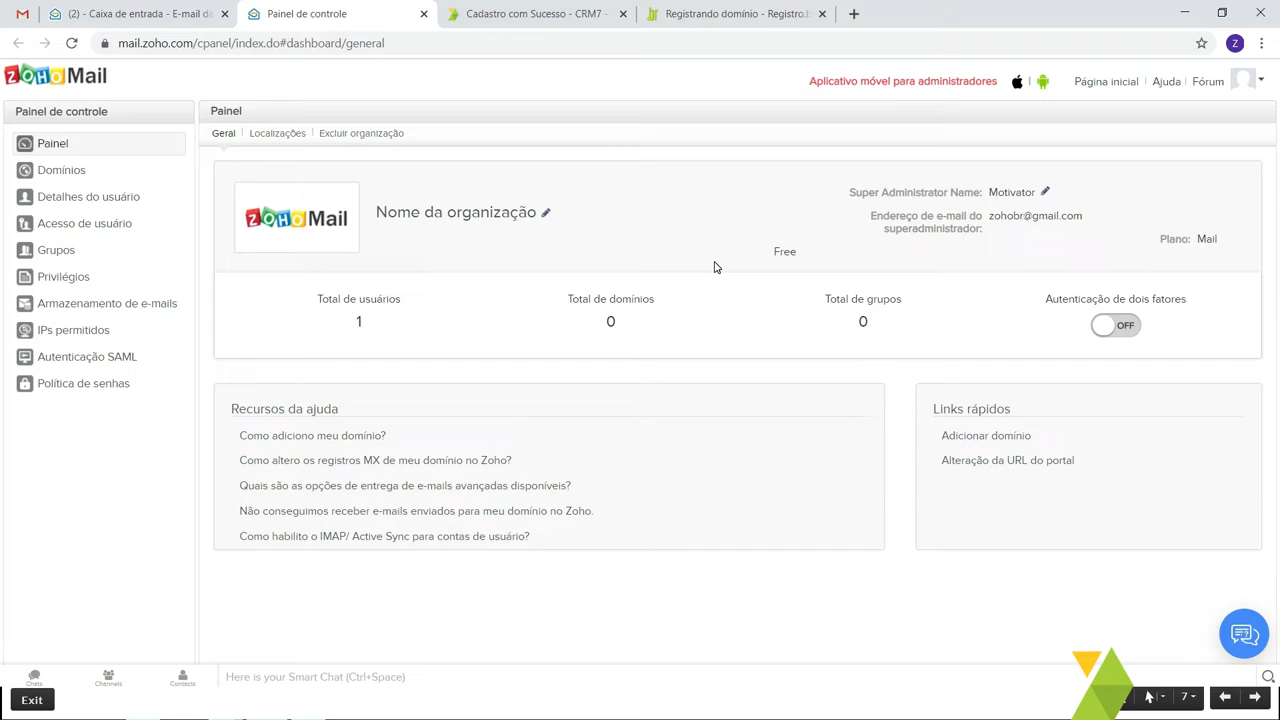 (2) - Caixa de entrada - E-mail da
Painel de controle
Cadastro com Sucesso - CRM7 -
Registrando domínio - Registro.b
mail.zoho.com/cpanel/index.do#dashboard/general
Z
ZOHO Mail
Aplicativo móvel para administradores
Página inicial
Ajuda
Fórum
Painel de controle
Painel
Domínios
Detalhes do usuário
Acesso de usuário
Grupos
Privilégios
Armazenamento de e-mails
IPs permitidos
Autenticação SAML
Política de senhas
Painel
Geral
Localizações
Excluir organização
ZOHO Mail
Nome da organização
Super Administrator Name: Motivator
Endereço de e-mail do zohobr@gmail.com
superadministrador:
Plano: Mail
Free
Total de usuários
1
Total de domínios
0
Total de grupos
0
Autenticação de dois fatores
OFF
Recursos da ajuda
Como adiciono meu domínio?
Como altero os registros MX de meu domínio no Zoho?
Quais são as opções de entrega de e-mails avançadas disponíveis?
Não conseguimos receber e-mails enviados para meu domínio no Zoho.
Como habilito o IMAP/ Active Sync para contas de usuário?
Links rápidos
Adicionar domínio
Alteração da URL do portal
Chats
Channels
Contacts
Here is your Smart Chat (Ctrl+Space)
Exit
7